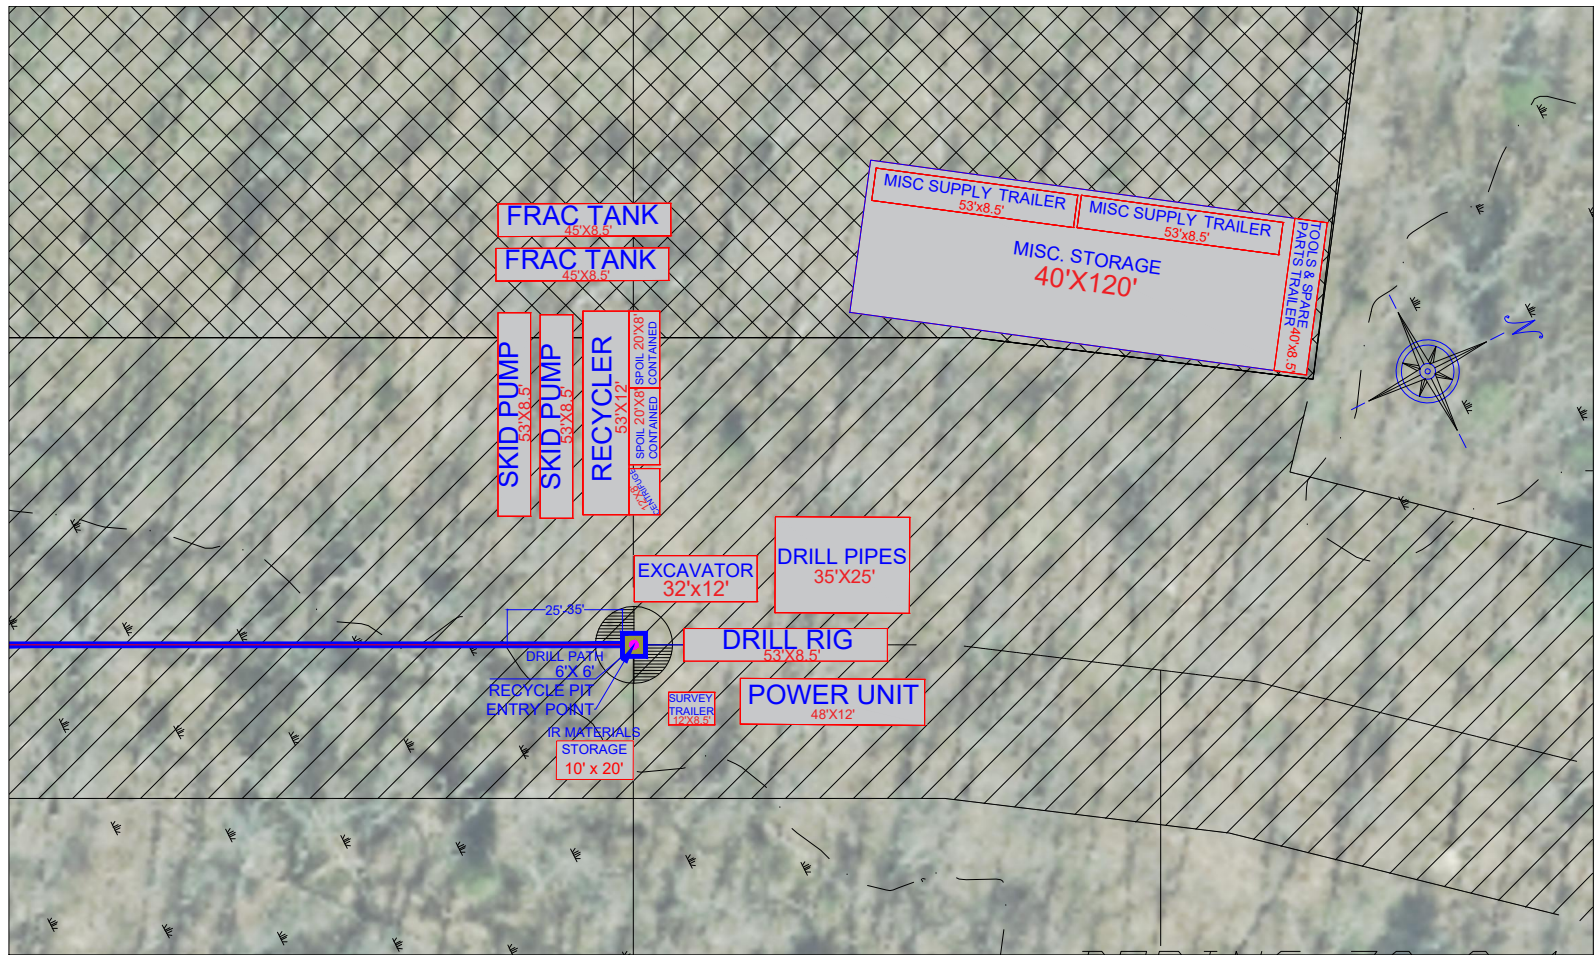 FRAC TANK
45'X8.5'
FRAC TANK
45'X8.5'
MISC SUPPLY TRAILER
53'x8.5'
MISC SUPPLY TRAILER
53'x8.5'
MISC. STORAGE
40'X120'
TOOLS & SPARE
PARTS TRAILER
40'x8.5'
N
SKID PUMP
53'X8.5'
SKID PUMP
53'X8.5'
RECYCLER
53'X12'
SPOIL 20'X8'
CONTAINED
SPOIL 20'X8'
CONTAINED
CENTRIFUGE
12'X8'
EXCAVATOR
32'x12'
DRILL PIPES
35'X25'
25'-35'
DRILL RIG
53'X8.5'
DRILL PATH
6'X 6'
RECYCLE PIT
ENTRY POINT
SURVEY
TRAILER
12'X8.5'
POWER UNIT
48'X12'
IR MATERIALS
STORAGE
10' x 20'